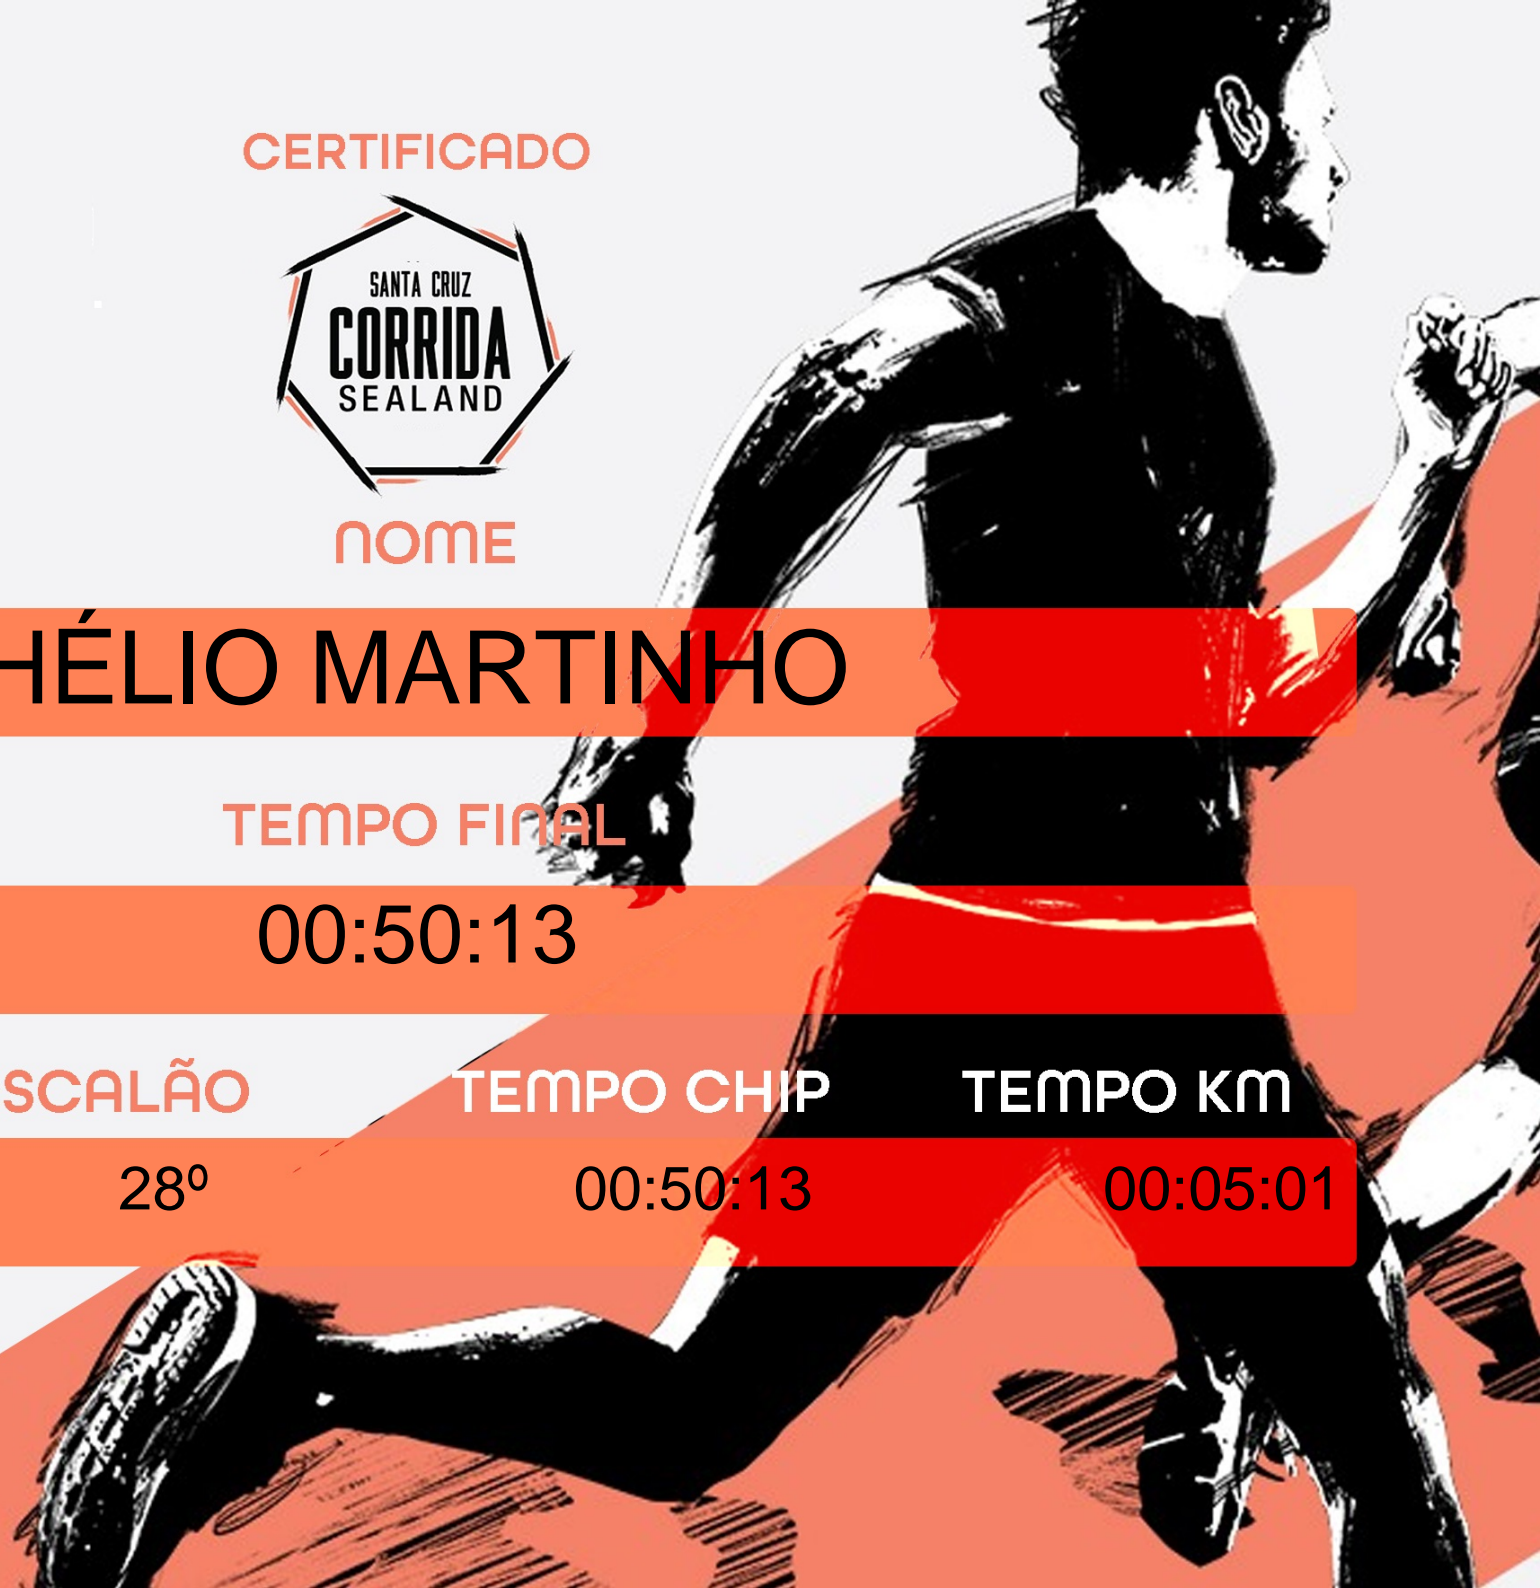 CERTIFICADO
SANTA CRUZ
CORRIDA
SEALAND
NOME
HÉLIO MARTINHO
TEMPO FINAL
00:50:13
SCALÃO TEMPO CHIP TEMPO KM
28º 00:50:13 00:05:01